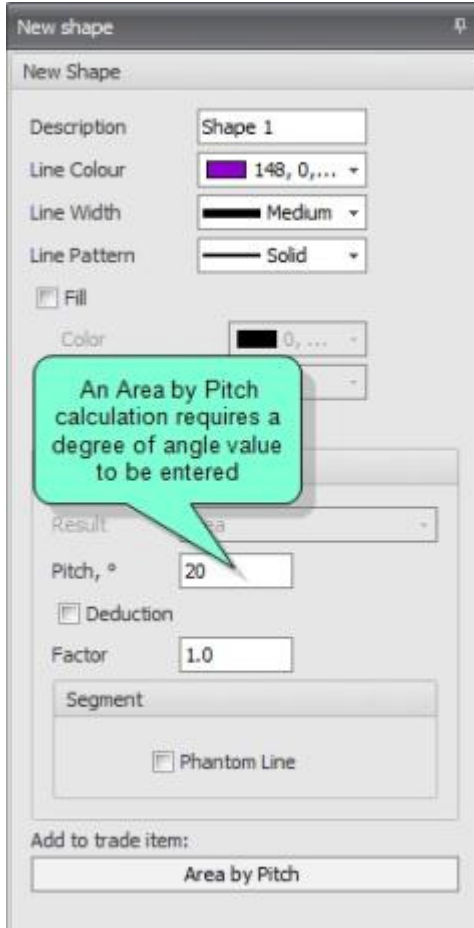 New shape
New Shape
Description Shape 1
Line Colour 148, 0,...
Line Width Medium
Line Pattern Solid
Fill
Color 0, ...
An Area by Pitch
calculation requires a
degree of angle value
to be entered
Result
Pitch, ° 20
Deduction
Factor 1.0
Segment
Phantom Line
Add to trade item:
Area by Pitch